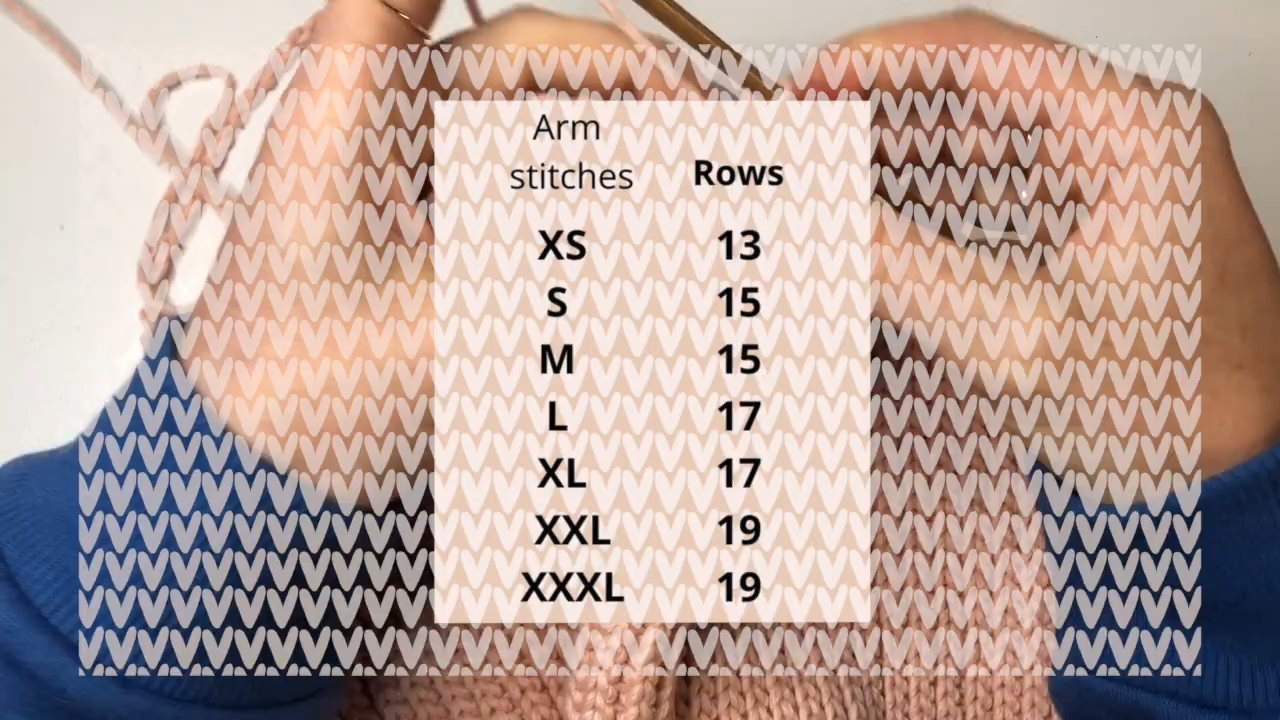 Arm
stitches Rows
XS 13
S 15
M 15
L 17
XL 17
XXL 19
XXXL 19